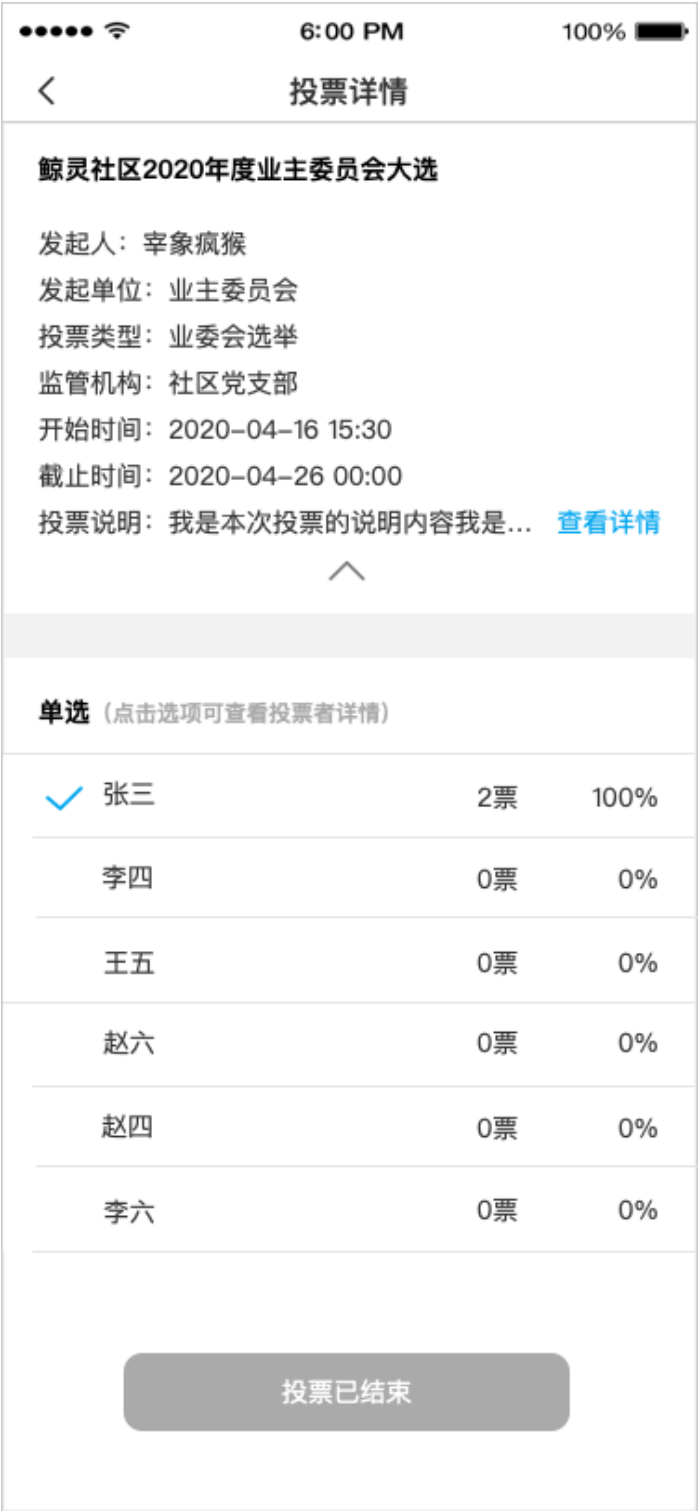 6:00 PM 100%
投票详情
鲸灵社区2020年度业主委员会大选
发起人：宰象疯猴
发起单位：业主委员会
投票类型：业委会选举
监管机构：社区党支部
开始时间：2020-04-16 15:30
截止时间：2020-04-26 00:00
投票说明：我是本次投票的说明内容我是... 查看详情
单选（点击选项可查看投票者详情）
张三 2票 100%
李四 0票 0%
王五 0票 0%
赵六 0票 0%
赵四 0票 0%
李六 0票 0%
投票已结束